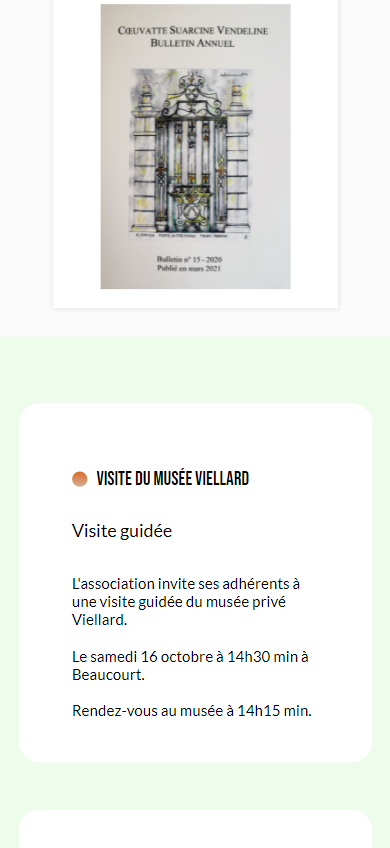 CŒUVATTE SUARCINE VENDELINE
BULLETIN ANNUEL
Bulletin n° 15 - 2020
Publié en mars 2021
VISITE DU MUSÉE VIELLARD
Visite guidée
L'association invite ses adhérents à
une visite guidée du musée privé
Viellard.
Le samedi 16 octobre à 14h30 min à
Beaucourt.
Rendez-vous au musée à 14h15 min.